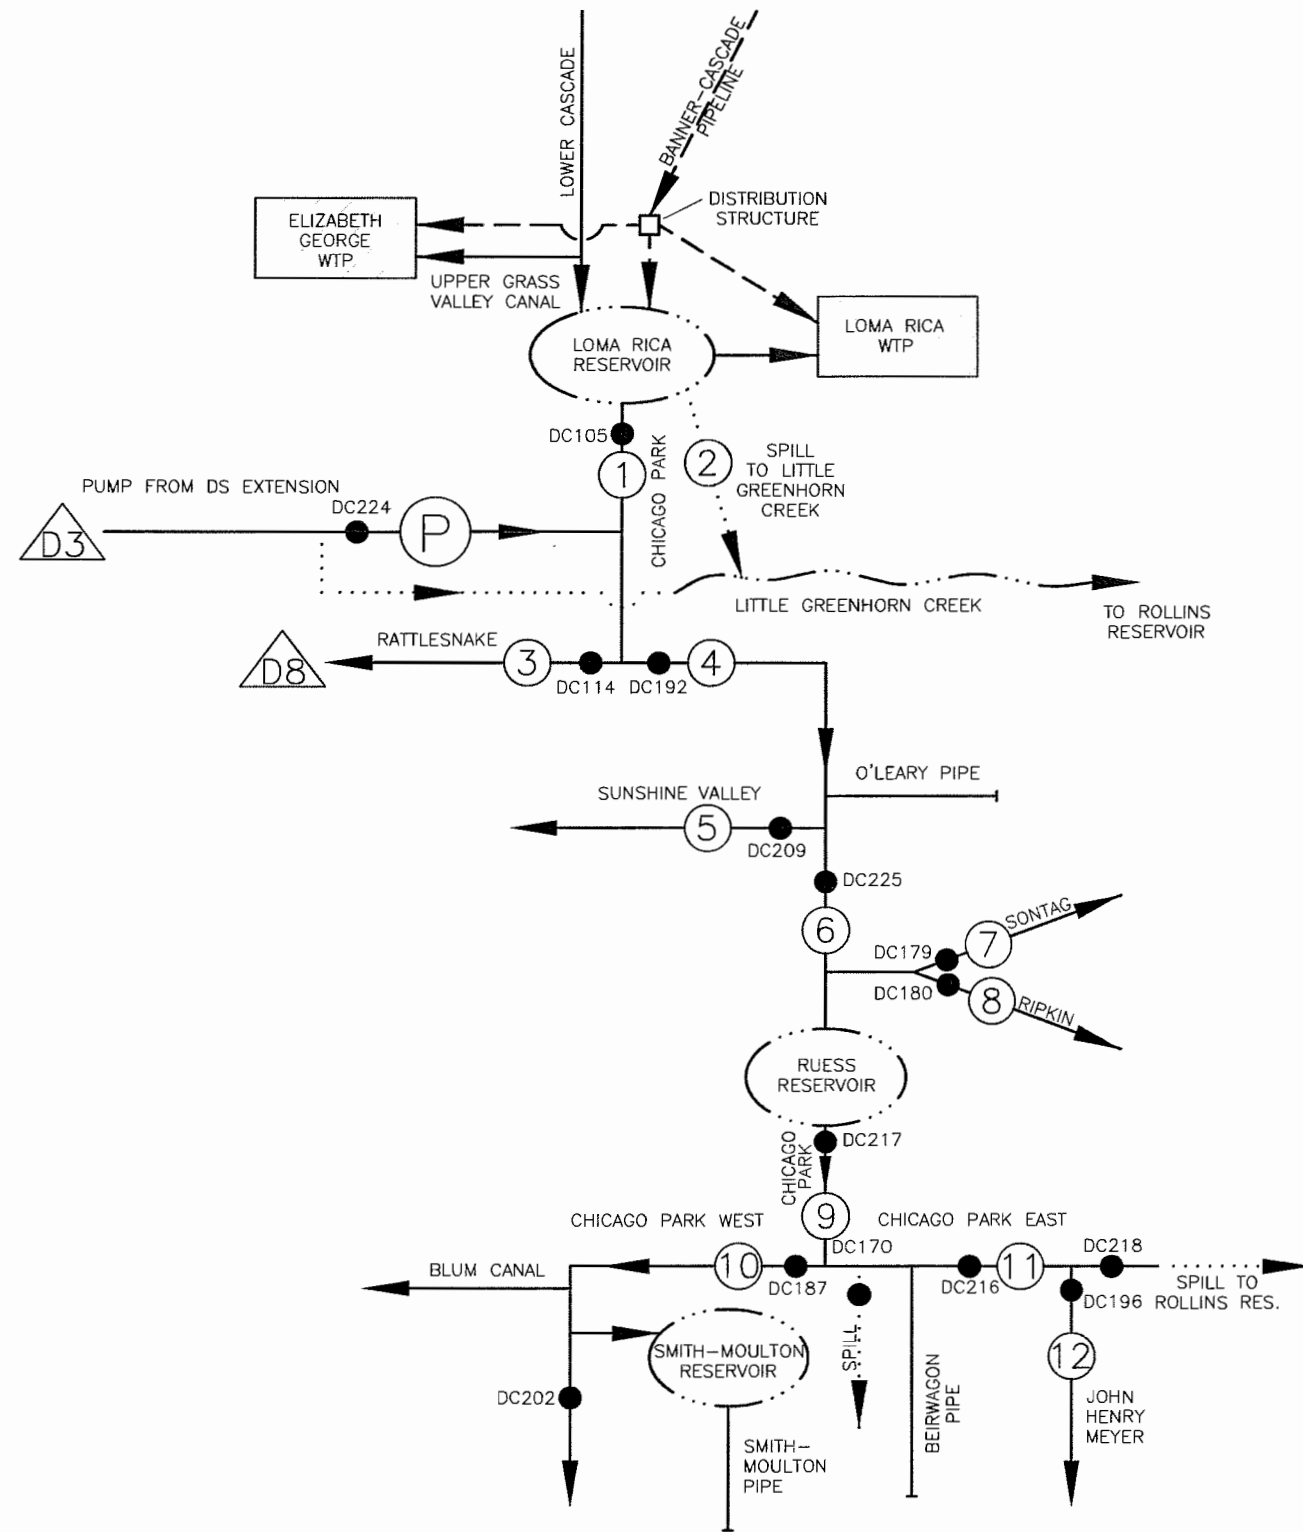 LOWER CASCADE
BANNER-CASCADE
PIPELINE
DISTRIBUTION
STRUCTURE
ELIZABETH
GEORGE
WTP
UPPER GRASS
VALLEY CANAL
LOMA RICA
RESERVOIR
LOMA RICA
WTP
DC105
1
CHICAGO PARK
2
SPILL
TO LITTLE
GREENHORN
CREEK
PUMP FROM DS EXTENSION
D3
DC224
P
LITTLE GREENHORN CREEK
TO ROLLINS
RESERVOIR
D8
RATTLESNAKE
3
DC114
DC192
4
O'LEARY PIPE
SUNSHINE VALLEY
5
DC209
DC225
6
DC179
7
SONTAG
DC180
8
RIPKIN
RUESS
RESERVOIR
DC217
CHICAGO
PARK
9
CHICAGO PARK WEST
CHICAGO PARK EAST
DC170
10
DC187
DC216
11
DC218
SPILL TO
ROLLINS RES.
DC196
BLUM CANAL
SMITH-MOULTON
RESERVOIR
SPILL
12
DC202
BEIRWAGON
PIPE
JOHN
HENRY
MEYER
SMITH-
MOULTON
PIPE